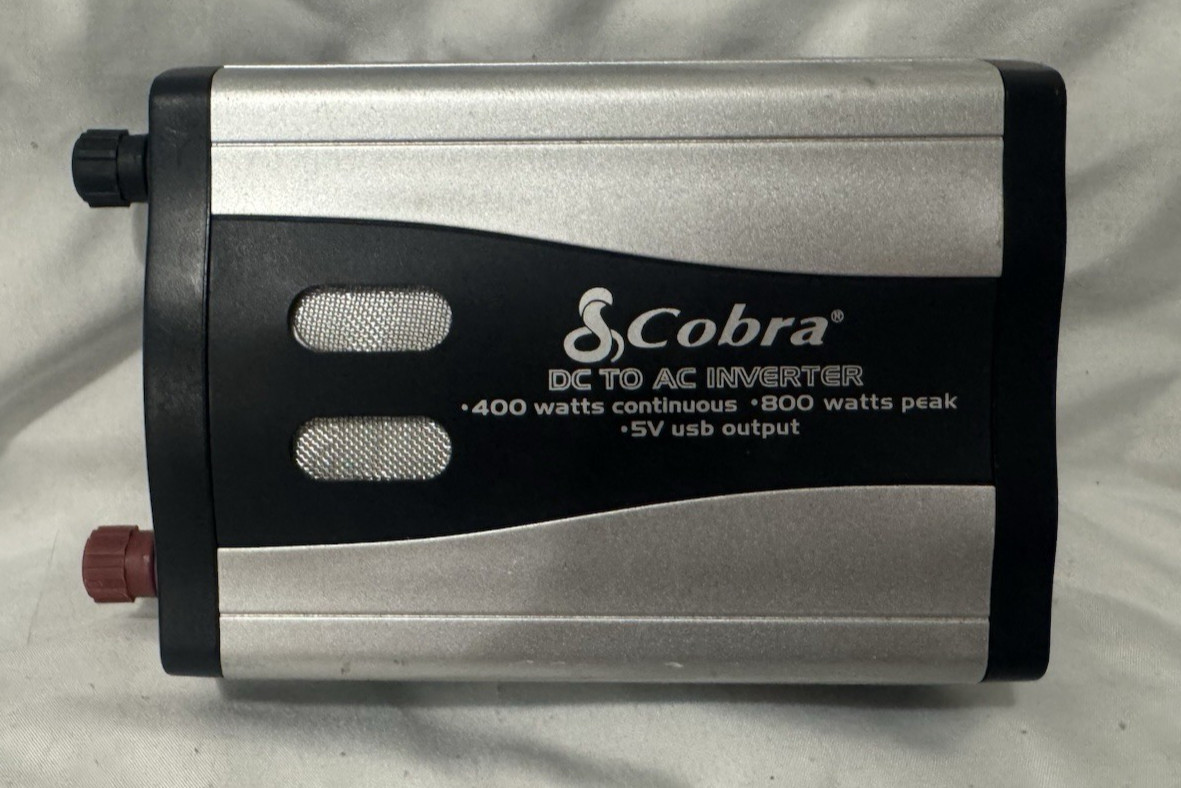 Cobra®
DC TO AC INVERTER
•400 watts continuous •800 watts peak
•5V usb output